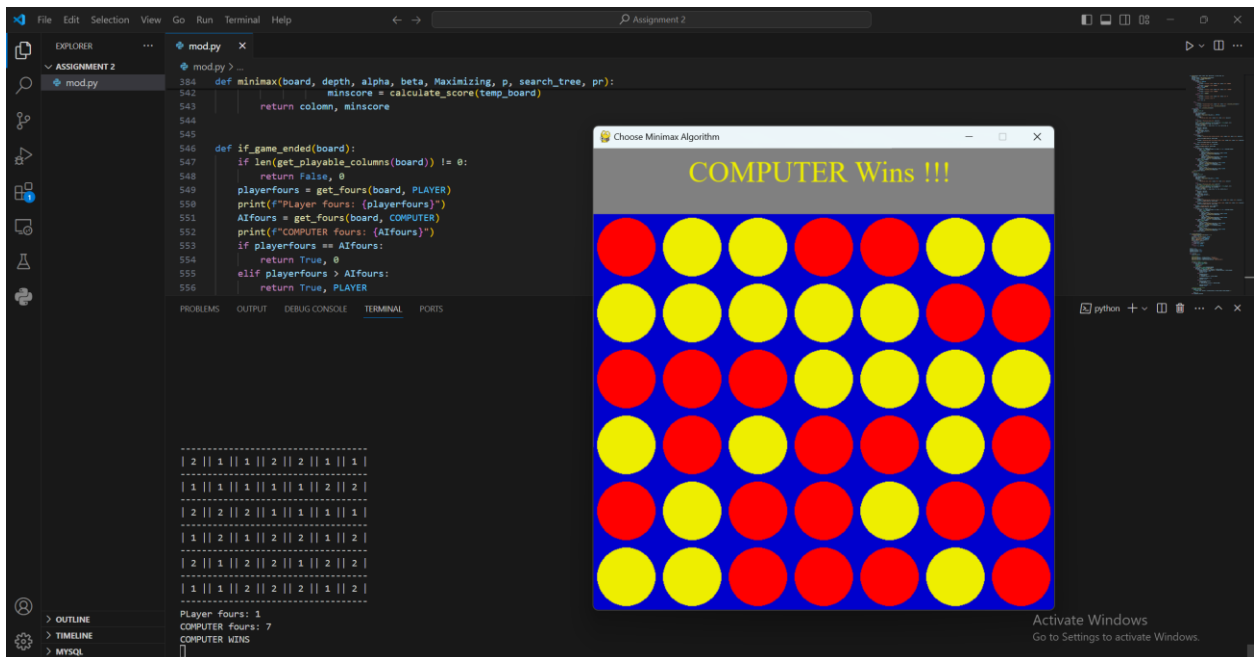 File Edit Selection View Go Run Terminal Help
Assignment 2
EXPLORER
ASSIGNMENT 2
mod.py
mod.py
mod.py > ...
384 def minimax(board, depth, alpha, beta, Maximizing, p, search_tree, pr):
542 minscore = calculate_score(temp_board)
543 return colomn, minscore
544
545
546 def if_game_ended(board):
547 if len(get_playable_columns(board)) != 0:
548 return False, 0
549 playerfours = get_fours(board, PLAYER)
550 print(f"PLayer fours: {playerfours}")
551 AIfours = get_fours(board, COMPUTER)
552 print(f"COMPUTER fours: {AIfours}")
553 if playerfours == AIfours:
554 return True, 0
555 elif playerfours > AIfours:
556 return True, PLAYER
PROBLEMS OUTPUT DEBUG CONSOLE TERMINAL PORTS
python
---------------------------------
| 2 || 1 || 1 || 2 || 2 || 1 || 1 |
---------------------------------
| 1 || 1 || 1 || 1 || 1 || 2 || 2 |
---------------------------------
| 2 || 2 || 2 || 1 || 1 || 1 || 1 |
---------------------------------
| 1 || 2 || 1 || 2 || 2 || 1 || 2 |
---------------------------------
| 2 || 1 || 2 || 2 || 1 || 2 || 2 |
---------------------------------
| 1 || 1 || 2 || 2 || 2 || 1 || 2 |
---------------------------------
PLayer fours: 1
COMPUTER fours: 7
COMPUTER WINS
Choose Minimax Algorithm
COMPUTER Wins !!!
1
OUTLINE
TIMELINE
MYSQL
Activate Windows
Go to Settings to activate Windows.